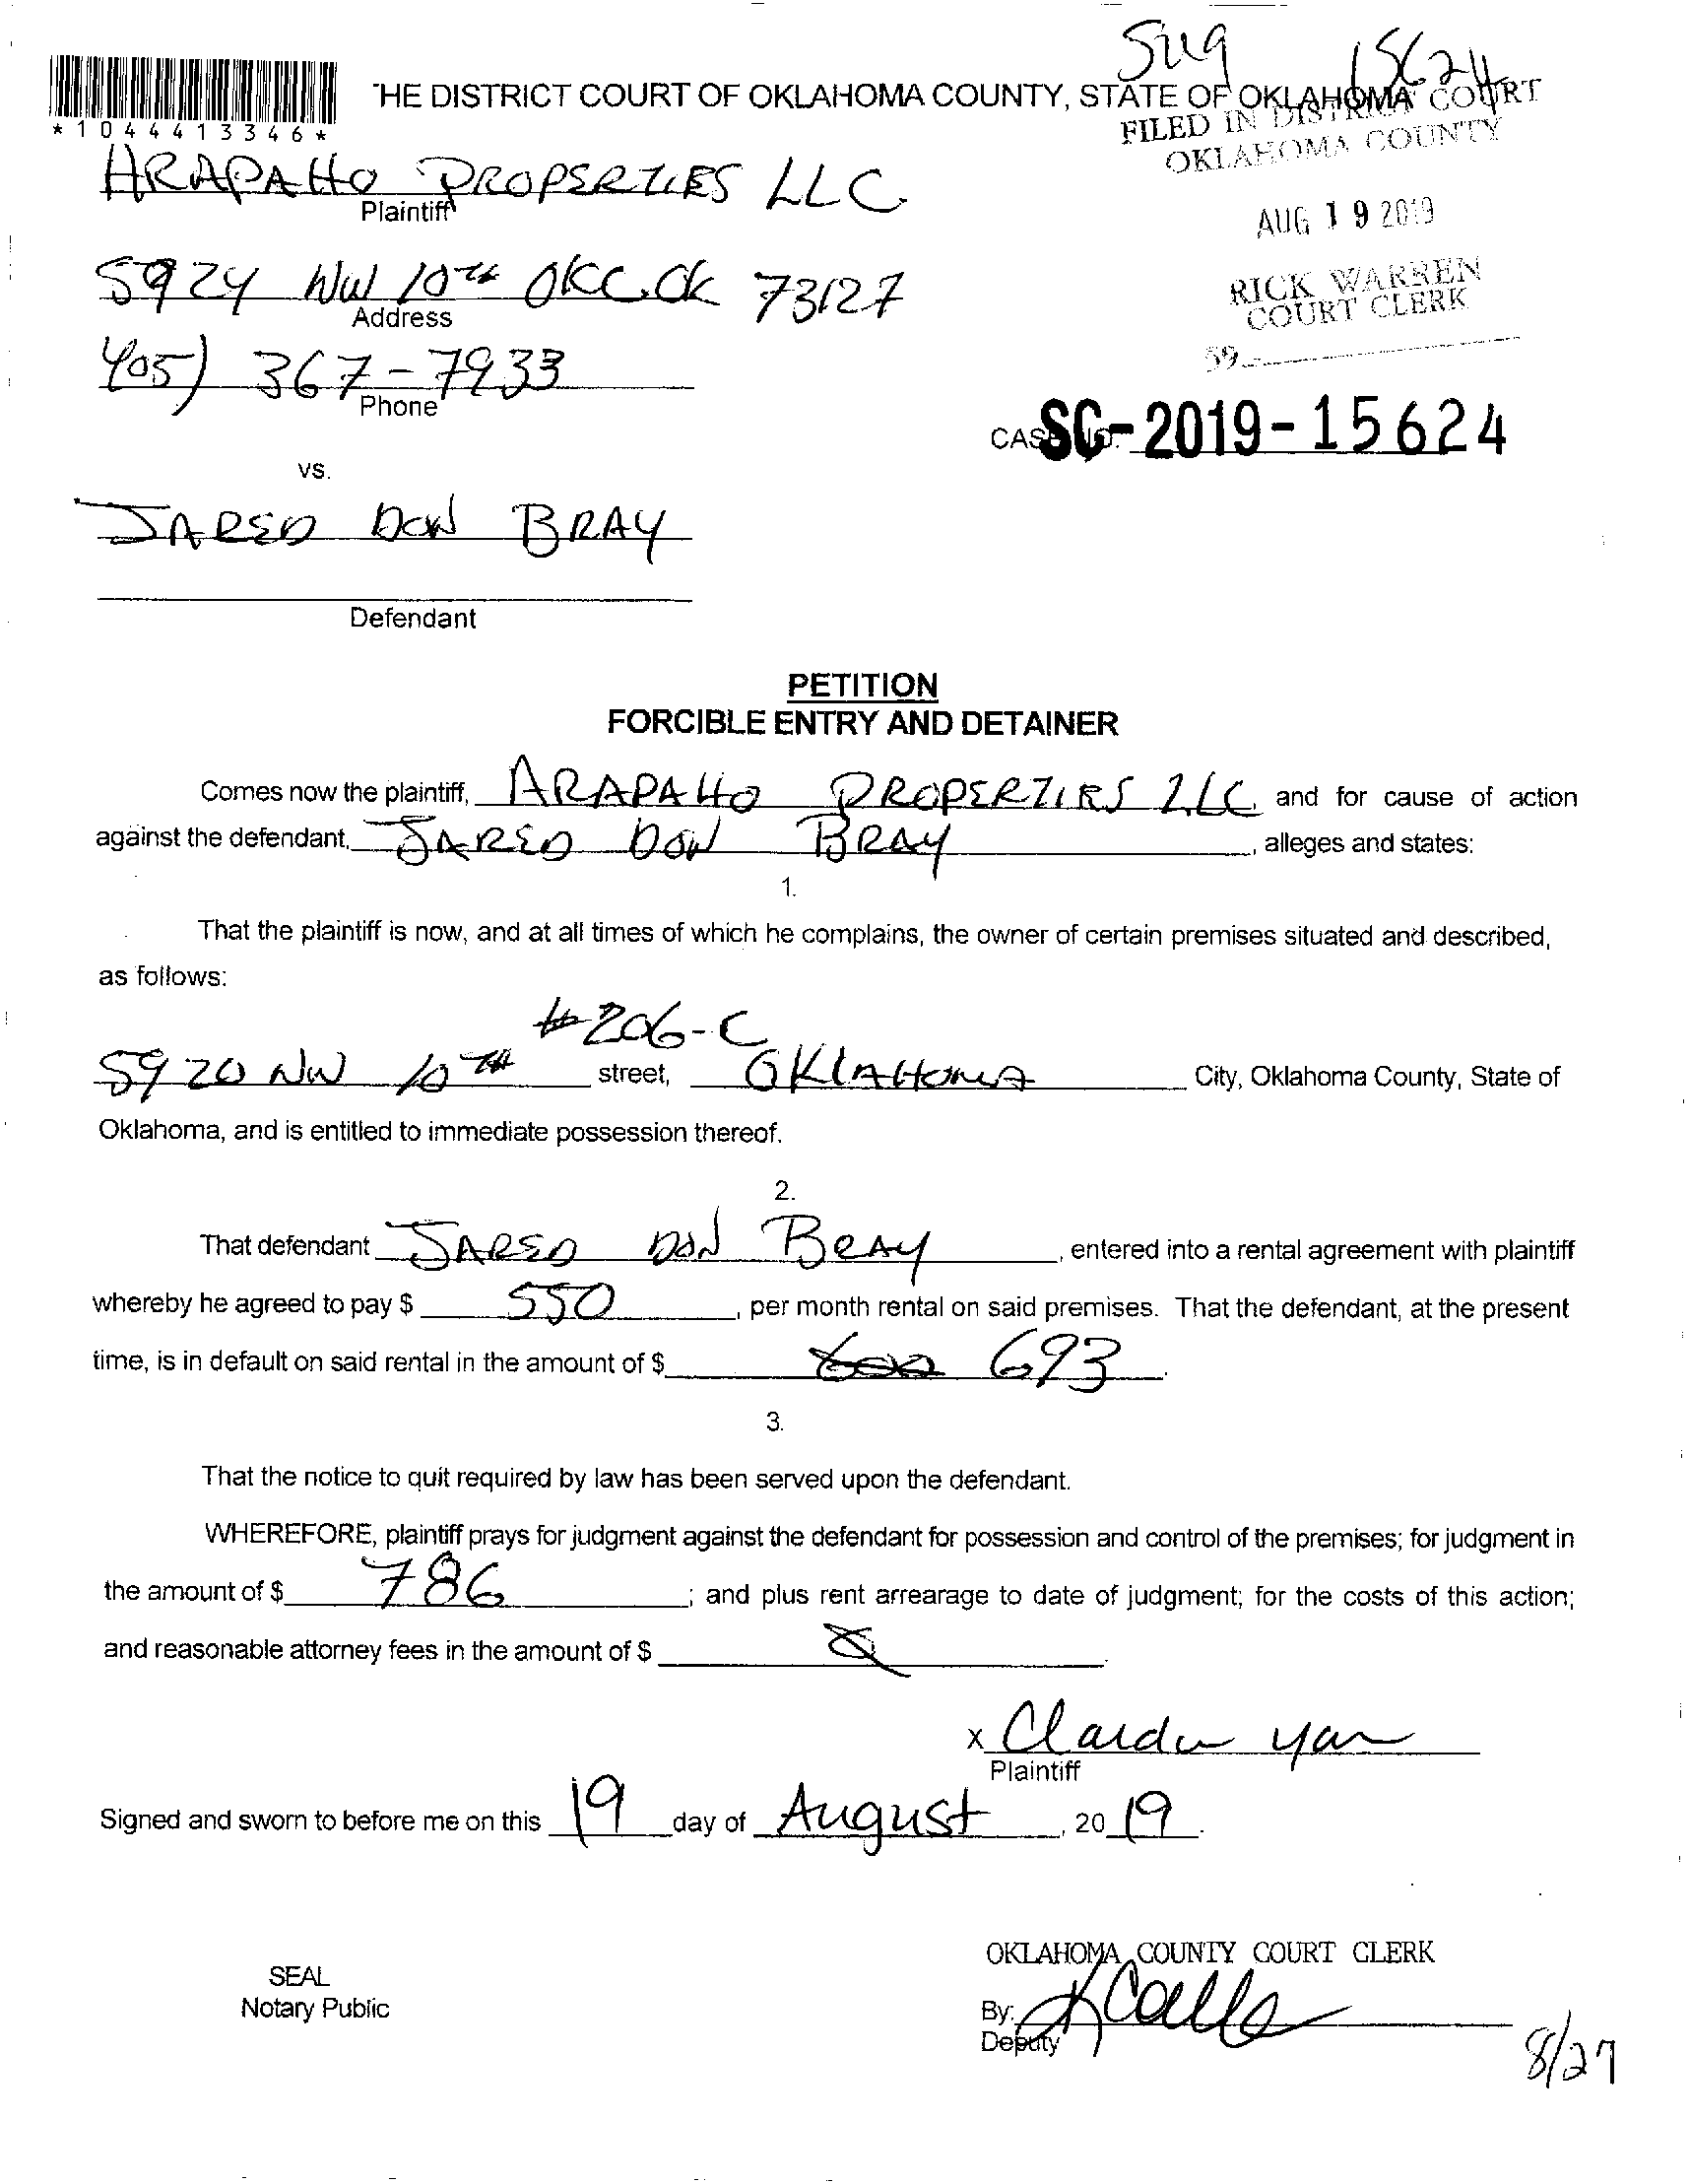 Sug 15624
THE DISTRICT COURT OF OKLAHOMA COUNTY, STATE OF OKLAHOMA
*1044413346*
FILED IN DISTRICT COURT
OKLAHOMA COUNTY
ARAPAHO PROPERTIES LLC
Plaintiff
AUG 19 2019
5924 NW 10TH OKC. OK 73127
Address
RICK WARREN
COURT CLERK
405) 367-7933
Phone
59
CASE NO. SC-2019-15624
vs.
JARED DON BRAY
Defendant
PETITION
FORCIBLE ENTRY AND DETAINER
Comes now the plaintiff, ARAPAHO PROPERTIES LLC, and for cause of action
against the defendant, JARED DON BRAY, alleges and states:
1.
That the plaintiff is now, and at all times of which he complains, the owner of certain premises situated and described,
as follows:
#206-C
5920 NW 10TH street, OKLAHOMA City, Oklahoma County, State of
Oklahoma, and is entitled to immediate possession thereof.
2.
That defendant JARED DON BRAY, entered into a rental agreement with plaintiff
whereby he agreed to pay $ 550, per month rental on said premises. That the defendant, at the present
time, is in default on said rental in the amount of $ 600 693.
3.
That the notice to quit required by law has been served upon the defendant.
WHEREFORE, plaintiff prays for judgment against the defendant for possession and control of the premises; for judgment in
the amount of $ 786; and plus rent arrearage to date of judgment; for the costs of this action;
and reasonable attorney fees in the amount of $
x
Plaintiff
Signed and sworn to before me on this 19 day of August, 2019.
OKLAHOMA COUNTY COURT CLERK
SEAL
Notary Public
By:
Deputy
8/27